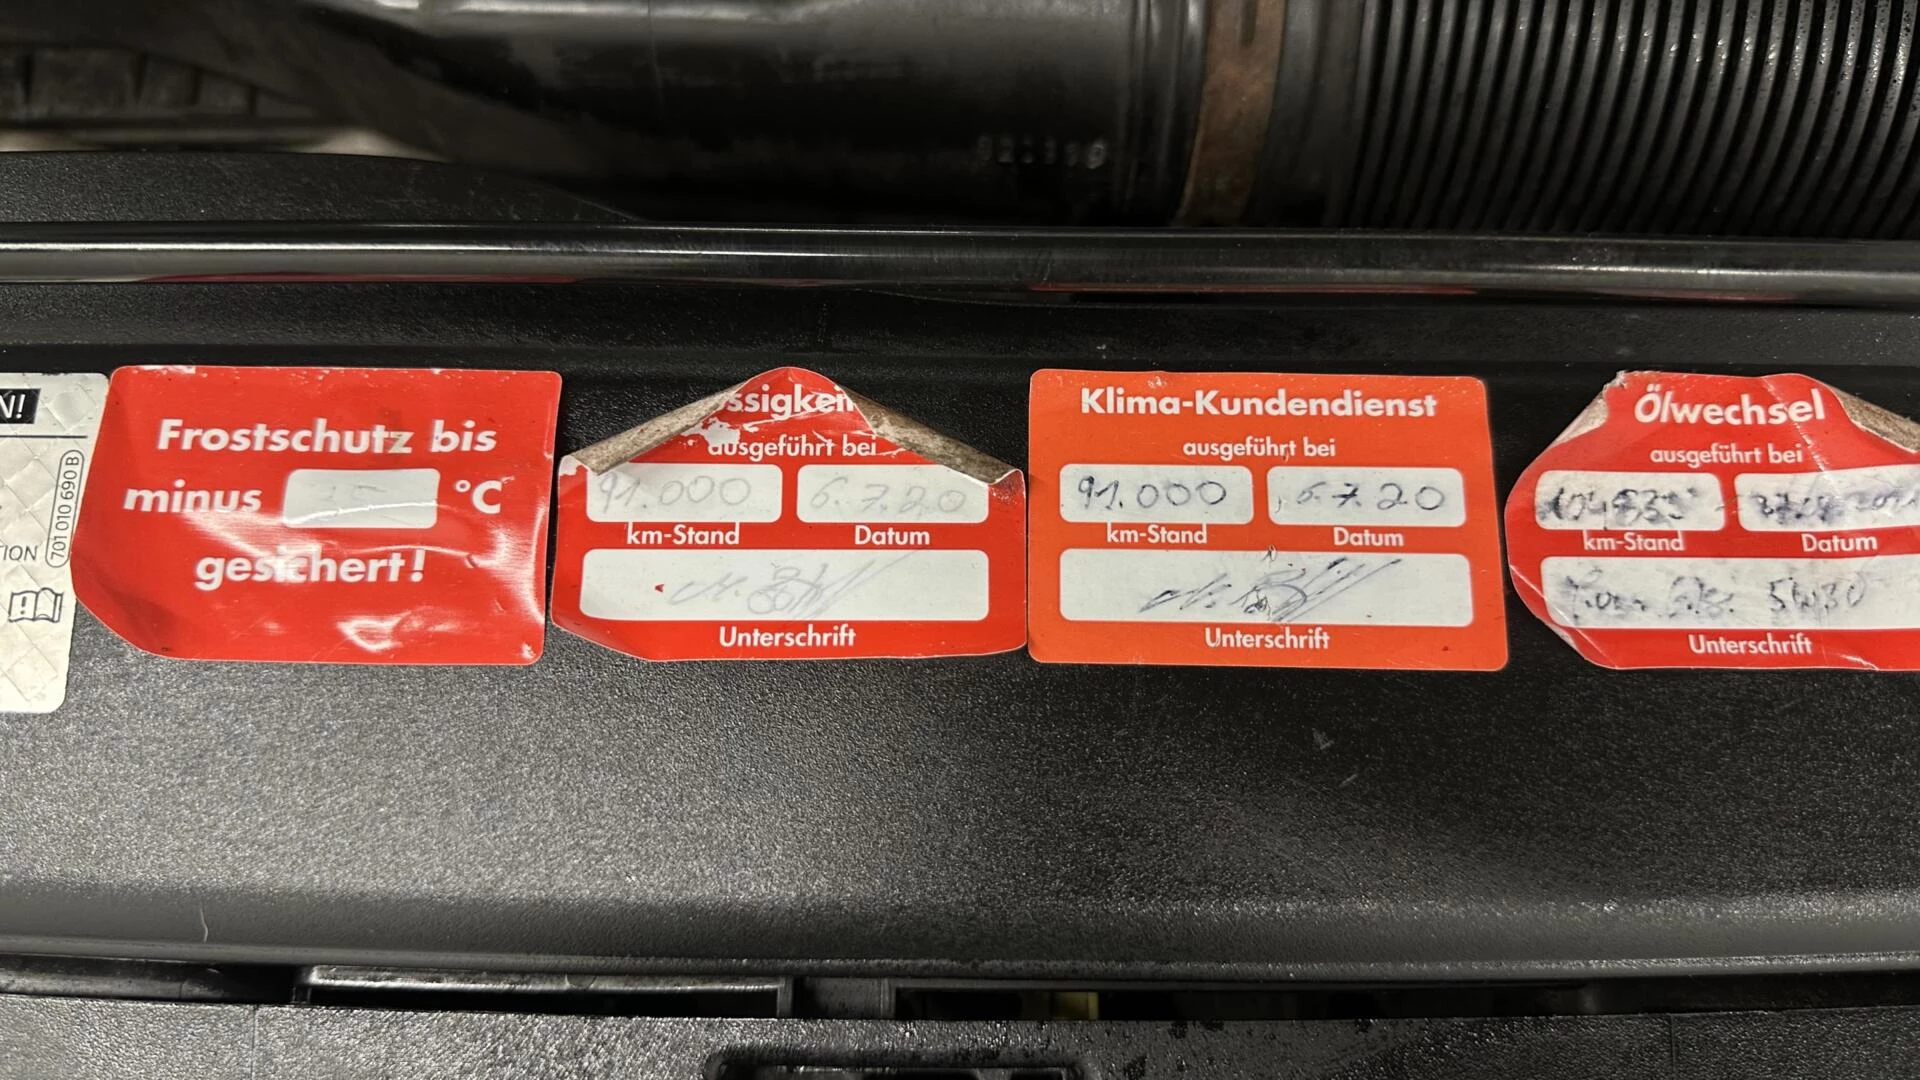 N!
TION
701 010 690 B
Frostschutz bis
minus °C
gesichert!
ssigkei
ausgeführt bei
91.000 6.7.20
km-Stand Datum
Unterschrift
Klima-Kundendienst
ausgeführt bei
91.000 6.7.20
km-Stand Datum
Unterschrift
Ölwechsel
ausgeführt bei
km-Stand Datum
5W30
Unterschrift